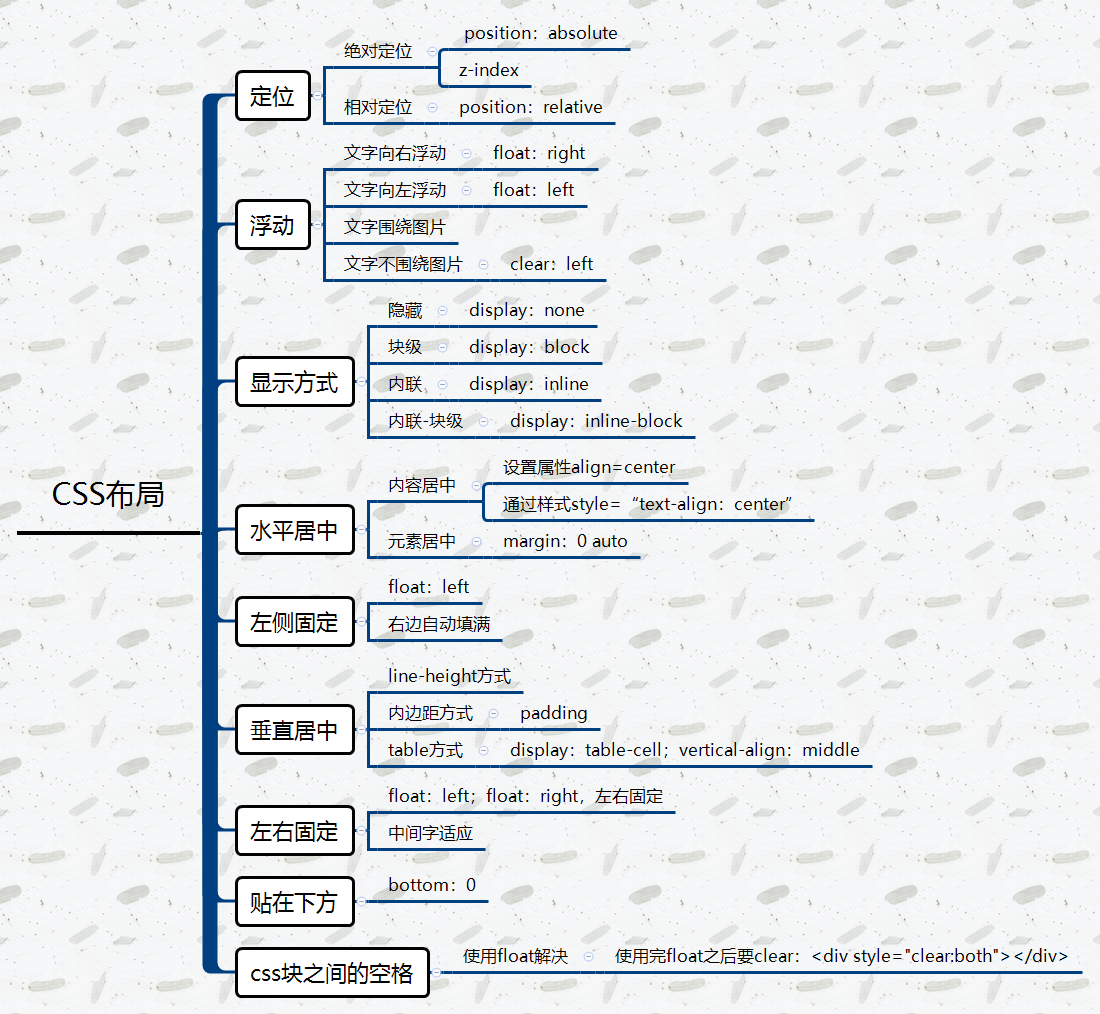 CSS布局
定位
绝对定位
position：absolute
z-index
相对定位
position：relative
浮动
文字向右浮动
float：right
文字向左浮动
float：left
文字围绕图片
文字不围绕图片
clear：left
显示方式
隐藏
display：none
块级
display：block
内联
display：inline
内联-块级
display：inline-block
水平居中
内容居中
设置属性align=center
通过样式style=“text-align：center”
元素居中
margin：0 auto
左侧固定
float：left
右边自动填满
垂直居中
line-height方式
内边距方式
padding
table方式
display：table-cell；vertical-align：middle
左右固定
float：left；float：right，左右固定
中间字适应
贴在下方
bottom：0
css块之间的空格
使用float解决
使用完float之后要clear：<div style="clear:both"></div>